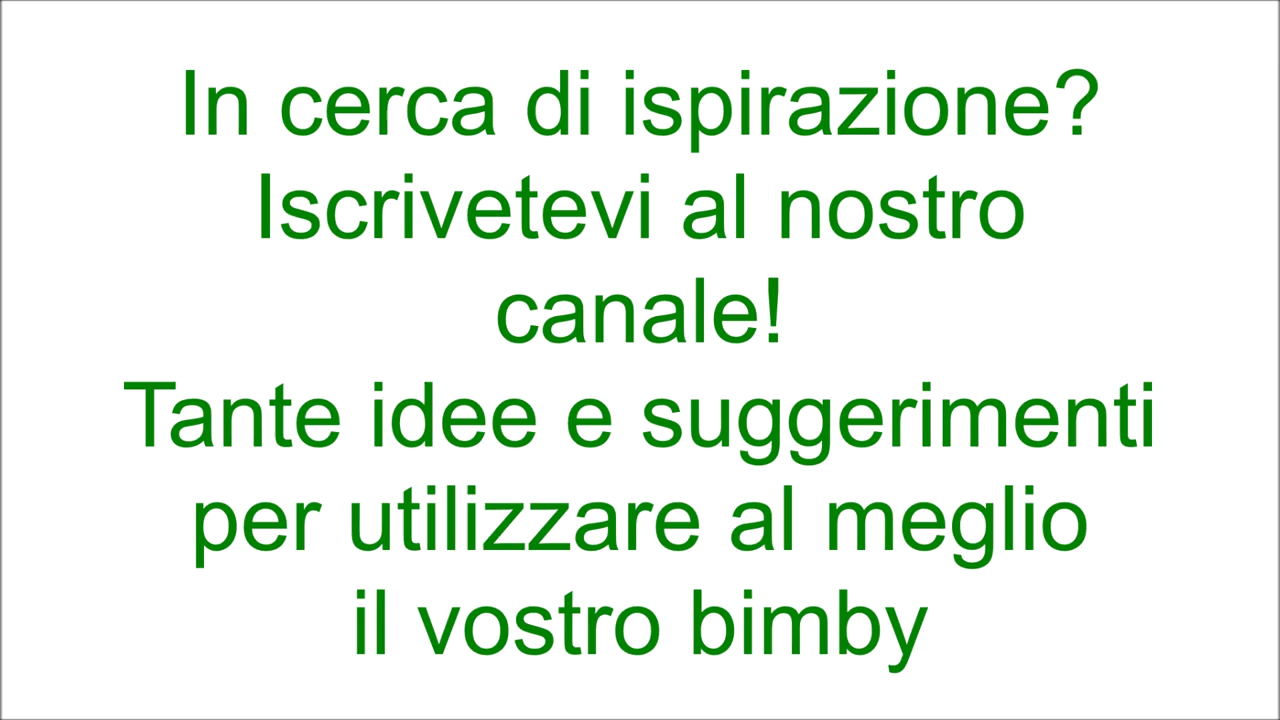 In cerca di ispirazione?
Iscrivetevi al nostro
canale!
Tante idee e suggerimenti
per utilizzare al meglio
il vostro bimby